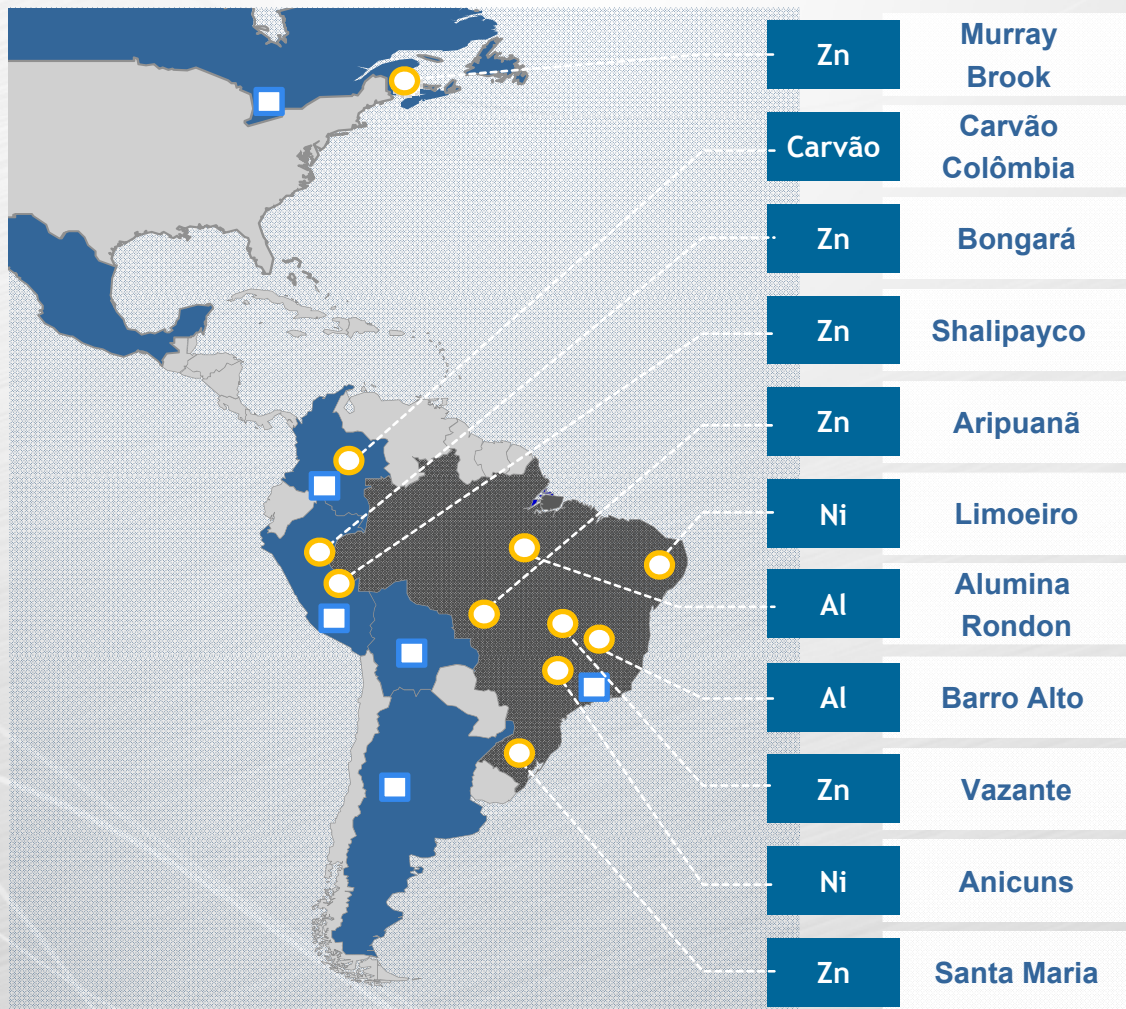 Zn
Murray
Brook
Carvão
Carvão
Colômbia
Zn
Bongará
Zn
Shalipayco
Zn
Aripuanã
Ni
Limoeiro
Al
Alumina
Rondon
Al
Barro Alto
Zn
Vazante
Ni
Anicuns
Zn
Santa Maria